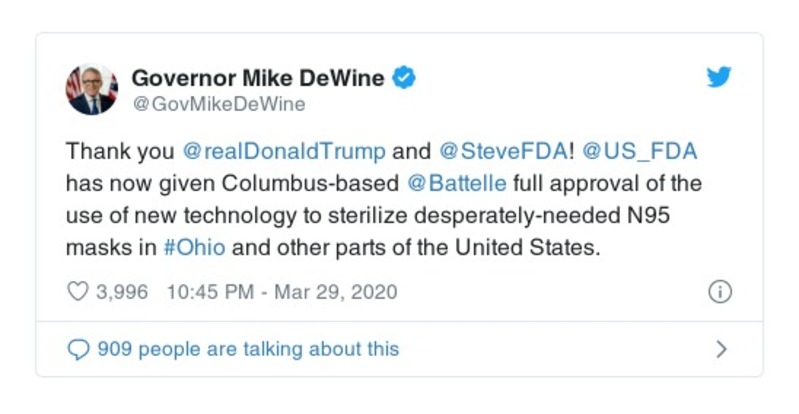 Governor Mike DeWine
@GovMikeDeWine
Thank you @realDonaldTrump and @SteveFDA! @US_FDA
has now given Columbus-based @Battelle full approval of the
use of new technology to sterilize desperately-needed N95
masks in #Ohio and other parts of the United States.
3,996 10:45 PM - Mar 29, 2020
909 people are talking about this